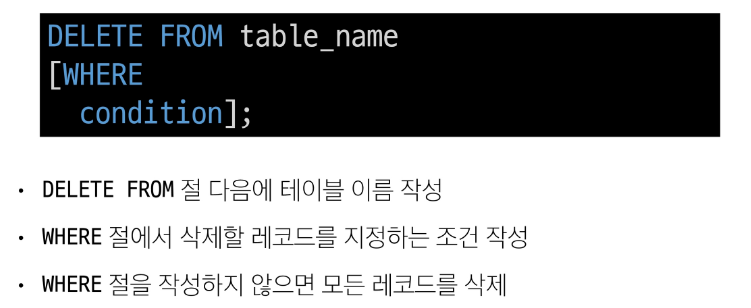 DELETE FROM table_name
[WHERE
  condition];
• DELETE FROM 절 다음에 테이블 이름 작성
• WHERE 절에서 삭제할 레코드를 지정하는 조건 작성
• WHERE 절을 작성하지 않으면 모든 레코드를 삭제